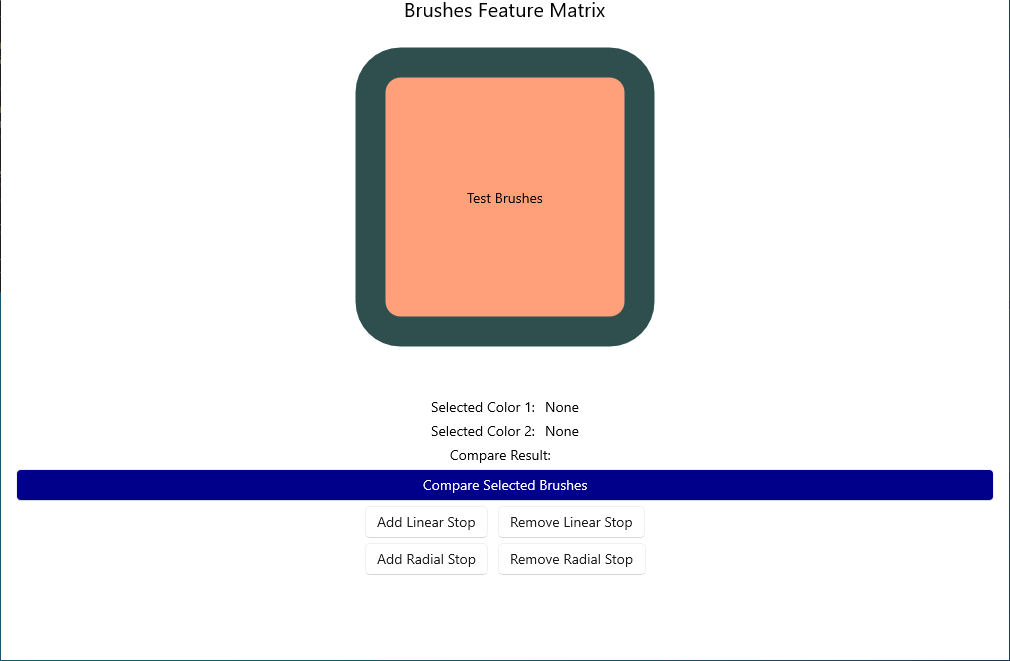 Brushes Feature Matrix
Test Brushes
Selected Color 1: None
Selected Color 2: None
Compare Result:
Compare Selected Brushes
Add Linear Stop Remove Linear Stop
Add Radial Stop Remove Radial Stop